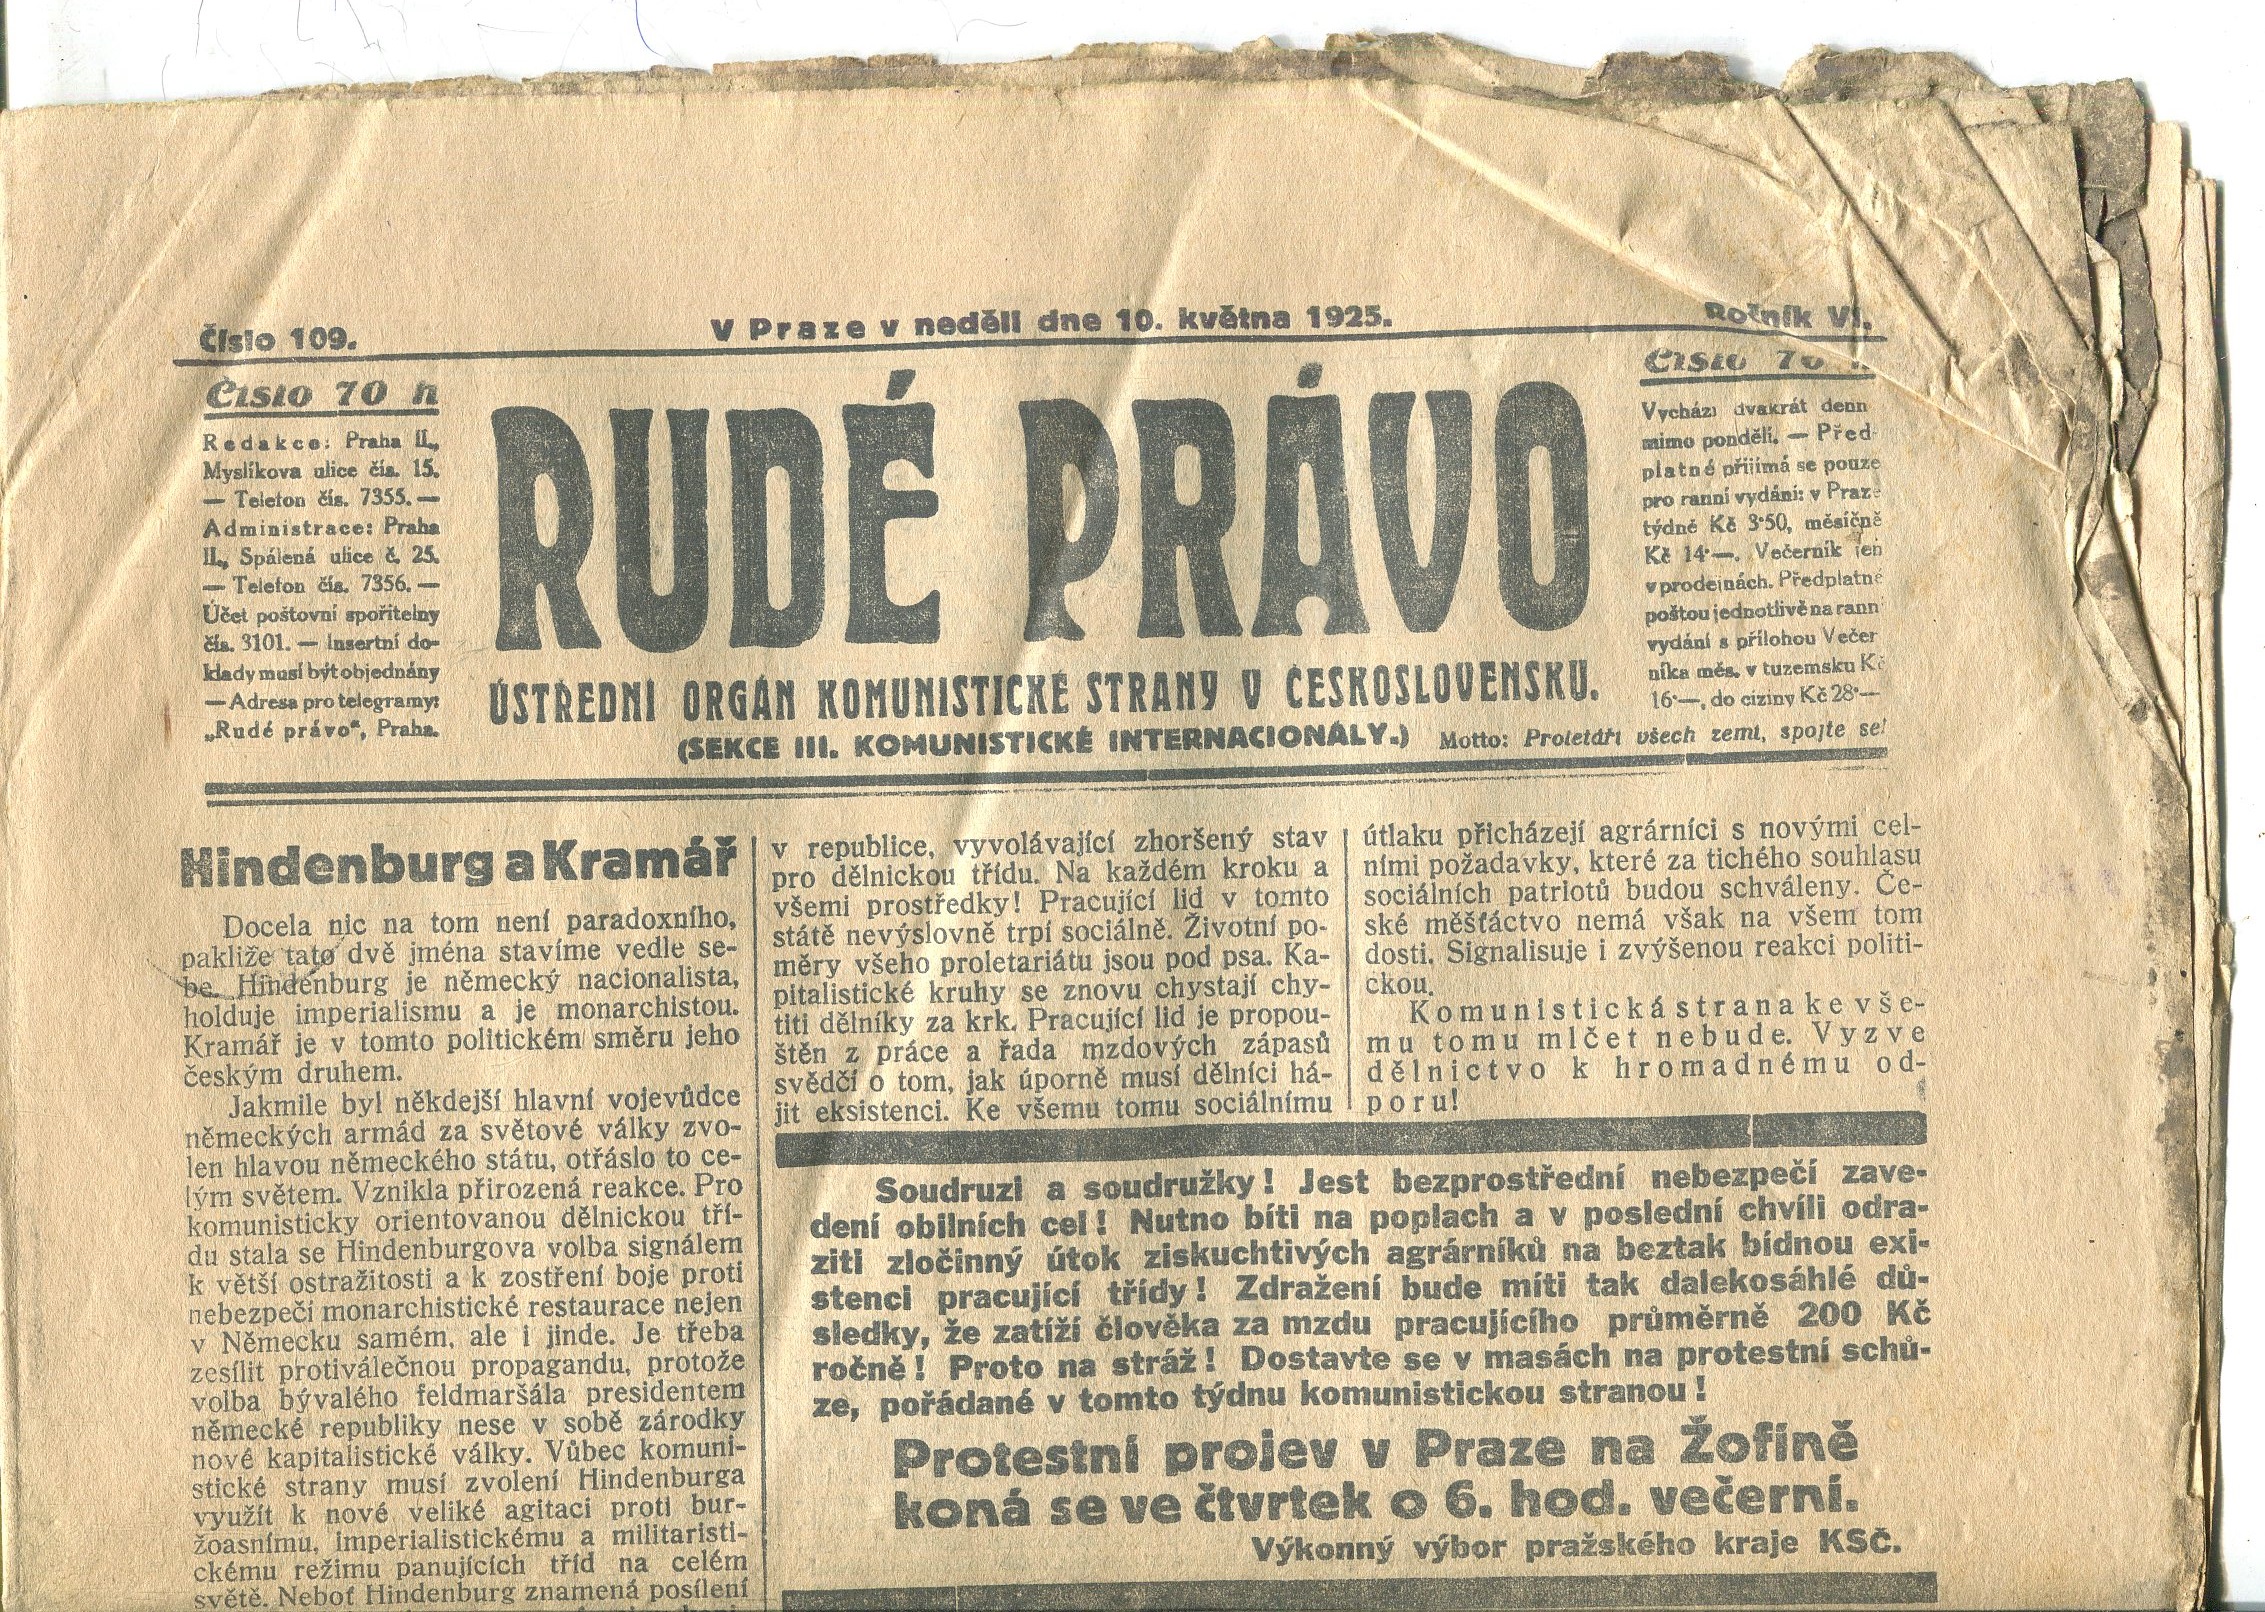 Číslo 109.
V Praze v neděli dne 10. května 1925.
Ročník VI.
Číslo 70 h
Redakce: Praha II.,
Myslíkova ulice čís. 15.
— Telefon čís. 7355. —
Administrace: Praha
II., Spálená ulice č. 25.
— Telefon čís. 7356. —
Účet poštovní spořitelny
čís. 3101. — Insertní do-
klady musí být objednány
— Adresa pro telegramy:
„Rudé právo“, Praha.
RUDÉ PRÁVO
ÚSTŘEDNÍ ORGÁN KOMUNISTICKÉ STRANY V ČESKOSLOVENSKU.
(SEKCE III. KOMUNISTICKÉ INTERNACIONÁLY.)
Motto: Proletáři všech zemí, spojte se!
Číslo 70 h
Vychází dvakrát denn
mimo pondělí. — Před-
platné přijímá se pouze
pro ranní vydání: v Praze
týdně Kč 3·50, měsíčně
Kč 14·—. Večerník jen
v prodejnách. Předplatné
poštou jednotlivě na rann
vydání s přílohou Večer
níka měs. v tuzemsku Kč
16·—, do ciziny Kč 28·—
Hindenburg a Kramář
Docela nic na tom není paradoxního,
pakliže tato dvě jména stavíme vedle se-
be. Hindenburg je německý nacionalista,
holduje imperialismu a je monarchistou.
Kramář je v tomto politickém směru jeho
českým druhem.
Jakmile byl někdejší hlavní vojevůdce
německých armád za světové války zvo-
len hlavou německého státu, otřáslo to ce-
lým světem. Vznikla přirozená reakce. Pro
komunisticky orientovanou dělnickou tří-
du stala se Hindenburgova volba signálem
k větší ostražitosti a k zostření boje proti
nebezpečí monarchistické restaurace nejen
v Německu samém, ale i jinde. Je třeba
zesílit protiválečnou propagandu, protože
volba bývalého feldmaršála presidentem
německé republiky nese v sobě zárodky
nové kapitalistické války. Vůbec komuni-
stické strany musí zvolení Hindenburga
využít k nové veliké agitaci proti bur-
žoasnímu, imperialistickému a militaristi-
ckému režimu panujících tříd na celém
světě. Neboť Hindenburg znamená posílení
v republice, vyvolávající zhoršený stav
pro dělnickou třídu. Na každém kroku a
všemi prostředky! Pracující lid v tomto
státě nevýslovně trpí sociálně. Životní po-
měry všeho proletariátu jsou pod psa. Ka-
pitalistické kruhy se znovu chystají chy-
titi dělníky za krk. Pracující lid je propou-
štěn z práce a řada mzdových zápasů
svědčí o tom, jak úporně musí dělníci há-
jit eksistenci. Ke všemu tomu sociálnímu
útlaku přicházejí agrárníci s novými cel-
ními požadavky, které za tichého souhlasu
sociálních patriotů budou schváleny. Če-
ské měšťáctvo nemá však na všem tom
dosti. Signalisuje i zvýšenou reakci politi-
ckou.
Komunistická strana ke vše-
mu tomu mlčet nebude. Vyzve
dělnictvo k hromadnému od-
poru!
Soudruzi a soudružky! Jest bezprostřední nebezpečí zave-
dení obilních cel! Nutno bíti na poplach a v poslední chvíli odra-
ziti zločinný útok ziskuchtivých agrárníků na beztak bídnou exi-
stenci pracující třídy! Zdražení bude míti tak dalekosáhlé dů-
sledky, že zatíží člověka za mzdu pracujícího průměrně 200 Kč
ročně! Proto na stráž! Dostavte se v masách na protestní schů-
ze, pořádané v tomto týdnu komunistickou stranou!
Protestní projev v Praze na Žofíně
koná se ve čtvrtek o 6. hod. večerní.
Výkonný výbor pražského kraje KSČ.